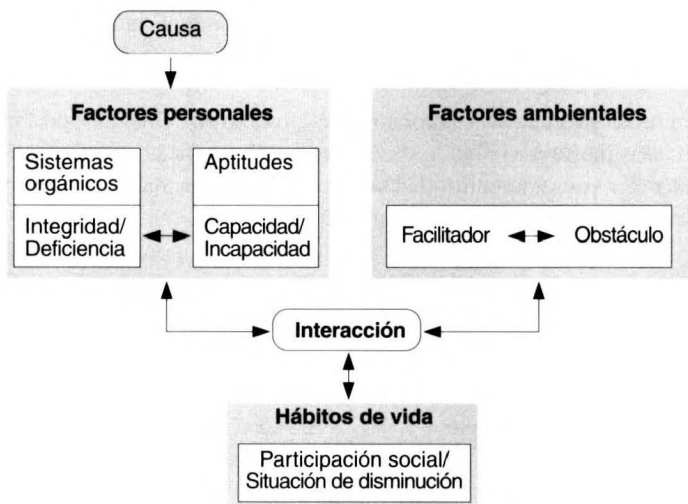 Causa
Factores personales
Sistemas
orgánicos
Integridad/
Deficiencia
Aptitudes
Capacidad/
Incapacidad
Factores ambientales
Facilitador
Obstáculo
Interacción
Hábitos de vida
Participación social/
Situación de disminución